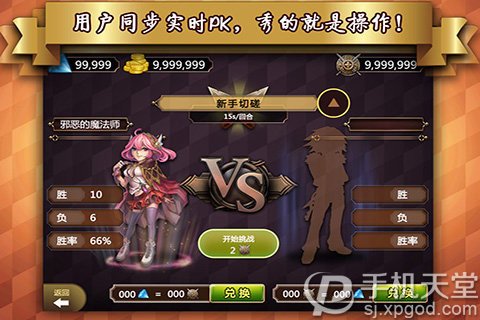 用户同步实时PK，秀的就是操作！
99,999
9,999,999
9,999,999
新手切磋
15s/回合
邪恶的魔法师
VS
胜 10
负 6
胜率 66%
胜
负
胜率
开始挑战
2
返回
000 = 000 兑换
000 = 000 兑换
手机天堂
sj.xpgod.com